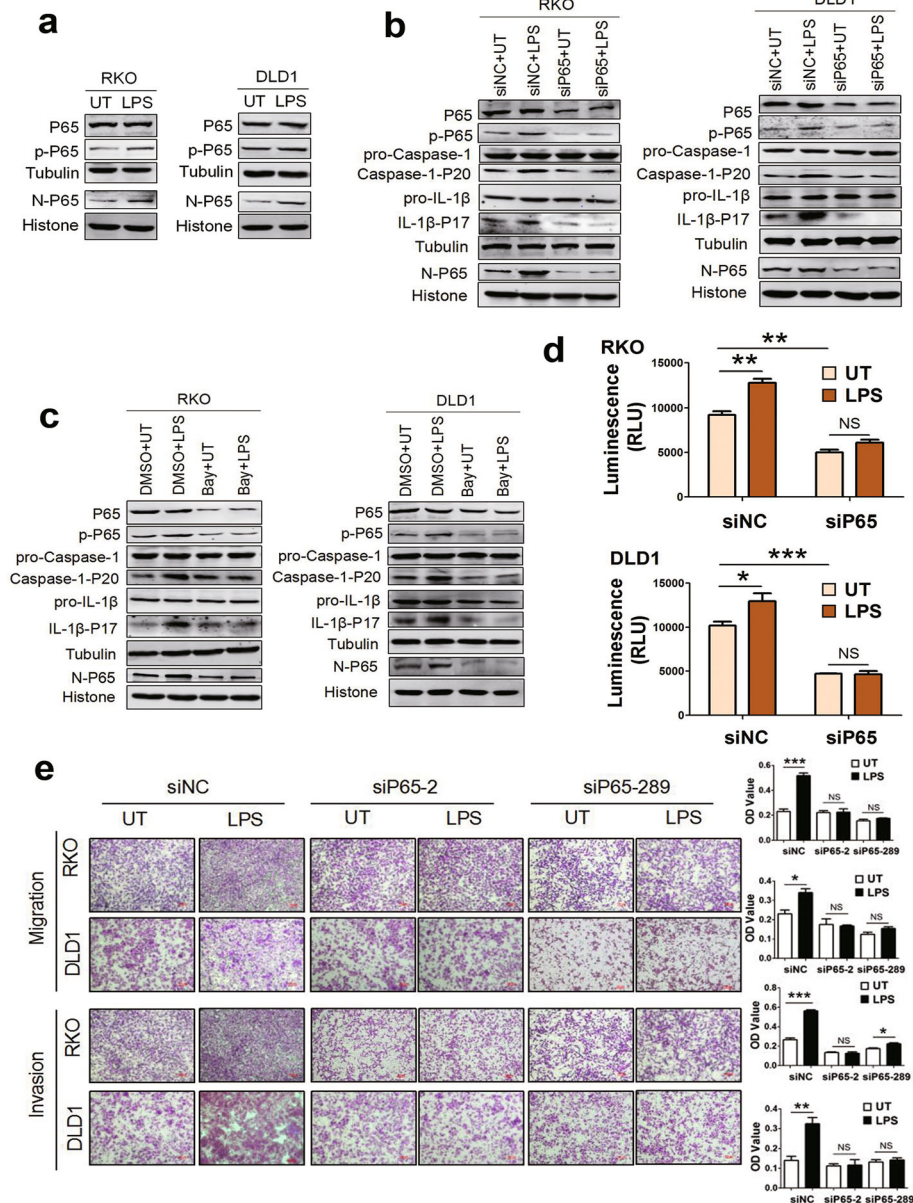 a
RKO
UT LPS
P65
p-P65
Tubulin
N-P65
Histone
DLD1
UT LPS
P65
p-P65
Tubulin
N-P65
Histone
b
RKO
siNC+UT
siNC+LPS
siP65+UT
siP65+LPS
P65
p-P65
pro-Caspase-1
Caspase-1-P20
pro-IL-1β
IL-1β-P17
Tubulin
N-P65
Histone
DLD1
siNC+UT
siNC+LPS
siP65+UT
siP65+LPS
P65
p-P65
pro-Caspase-1
Caspase-1-P20
pro-IL-1β
IL-1β-P17
Tubulin
N-P65
Histone
c
RKO
DMSO+UT
DMSO+LPS
Bay+UT
Bay+LPS
P65
p-P65
pro-Caspase-1
Caspase-1-P20
pro-IL-1β
IL-1β-P17
Tubulin
N-P65
Histone
DLD1
DMSO+UT
DMSO+LPS
Bay+UT
Bay+LPS
P65
p-P65
pro-Caspase-1
Caspase-1-P20
pro-IL-1β
IL-1β-P17
Tubulin
N-P65
Histone
d
RKO
Luminescence
(RLU)
15000
10000
5000
0
**
**
NS
UT
LPS
siNC siP65
DLD1
Luminescence
(RLU)
15000
10000
5000
0
***
*
NS
UT
LPS
siNC siP65
e
siNC siP65-2 siP65-289
UT LPS UT LPS UT LPS
Migration
RKO
DLD1
Invasion
RKO
DLD1
OD Value
0.6
0.4
0.2
0.0
***
NS
NS
UT
LPS
siNC siP65-2 siP65-289
OD Value
0.4
0.3
0.2
0.1
0.0
*
NS
NS
UT
LPS
siNC siP65-2 siP65-289
OD Value
0.6
0.4
0.2
0.0
***
NS
*
UT
LPS
siNC siP65-2 siP65-289
OD Value
0.4
0.3
0.2
0.1
0.0
**
NS
NS
UT
LPS
siNC siP65-2 siP65-289